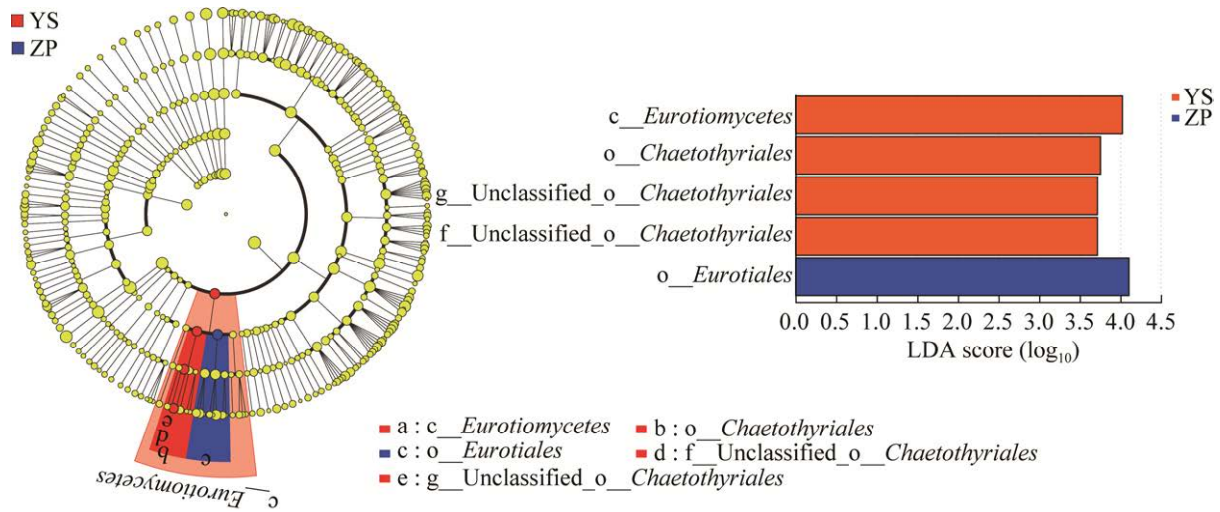 YS
ZP
e
d
b
c
c__Eurotiomycetes
YS
ZP
c__Eurotiomycetes
o__Chaetothyriales
g__Unclassified_o__Chaetothyriales
f__Unclassified_o__Chaetothyriales
o__Eurotiales
0.0 0.5 1.0 1.5 2.0 2.5 3.0 3.5 4.0 4.5
LDA score (log₁₀)
a : c__Eurotiomycetes
b : o__Chaetothyriales
c : o__Eurotiales
d : f__Unclassified_o__Chaetothyriales
e : g__Unclassified_o__Chaetothyriales